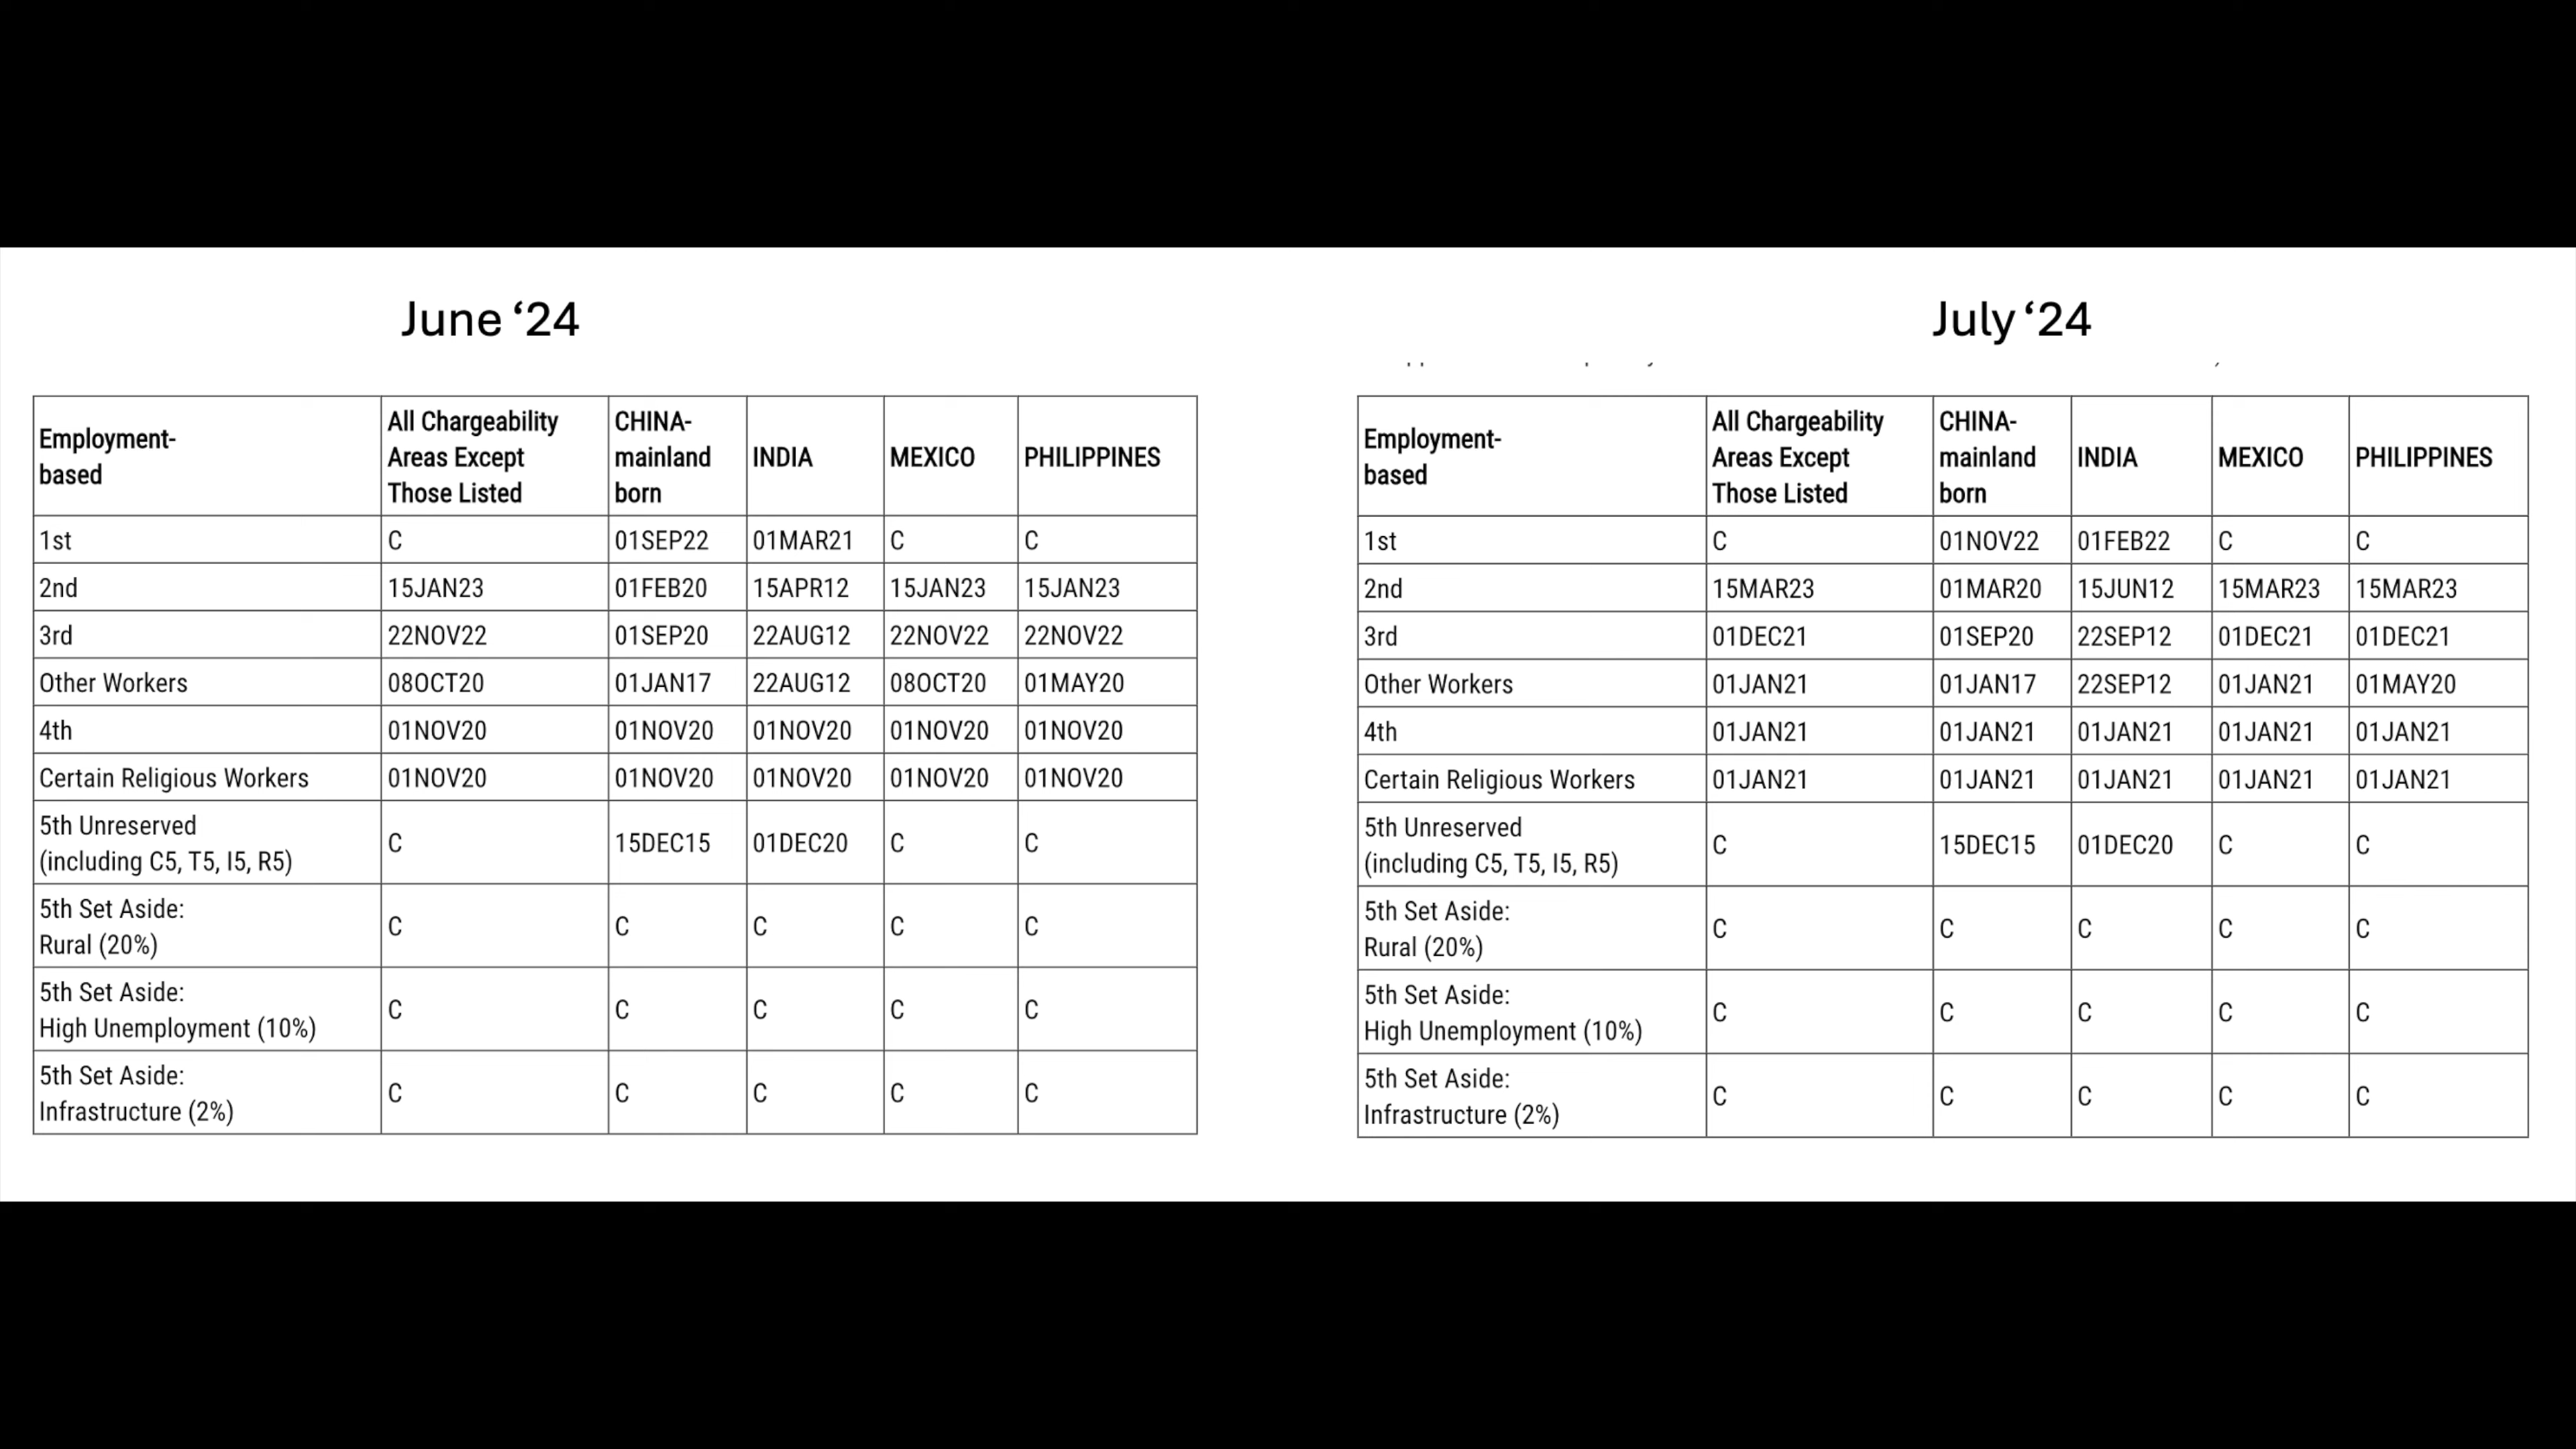 June ‘24
Employment-
based
All Chargeability
Areas Except
Those Listed
CHINA-
mainland
born
INDIA
MEXICO
PHILIPPINES
1st C 01SEP22 01MAR21 C C
2nd 15JAN23 01FEB20 15APR12 15JAN23 15JAN23
3rd 22NOV22 01SEP20 22AUG12 22NOV22 22NOV22
Other Workers 08OCT20 01JAN17 22AUG12 08OCT20 01MAY20
4th 01NOV20 01NOV20 01NOV20 01NOV20 01NOV20
Certain Religious Workers 01NOV20 01NOV20 01NOV20 01NOV20 01NOV20
5th Unreserved
(including C5, T5, I5, R5)
C 15DEC15 01DEC20 C C
5th Set Aside:
Rural (20%)
C C C C C
5th Set Aside:
High Unemployment (10%)
C C C C C
5th Set Aside:
Infrastructure (2%)
C C C C C
July ‘24
Employment-
based
All Chargeability
Areas Except
Those Listed
CHINA-
mainland
born
INDIA
MEXICO
PHILIPPINES
1st C 01NOV22 01FEB22 C C
2nd 15MAR23 01MAR20 15JUN12 15MAR23 15MAR23
3rd 01DEC21 01SEP20 22SEP12 01DEC21 01DEC21
Other Workers 01JAN21 01JAN17 22SEP12 01JAN21 01MAY20
4th 01JAN21 01JAN21 01JAN21 01JAN21 01JAN21
Certain Religious Workers 01JAN21 01JAN21 01JAN21 01JAN21 01JAN21
5th Unreserved
(including C5, T5, I5, R5)
C 15DEC15 01DEC20 C C
5th Set Aside:
Rural (20%)
C C C C C
5th Set Aside:
High Unemployment (10%)
C C C C C
5th Set Aside:
Infrastructure (2%)
C C C C C